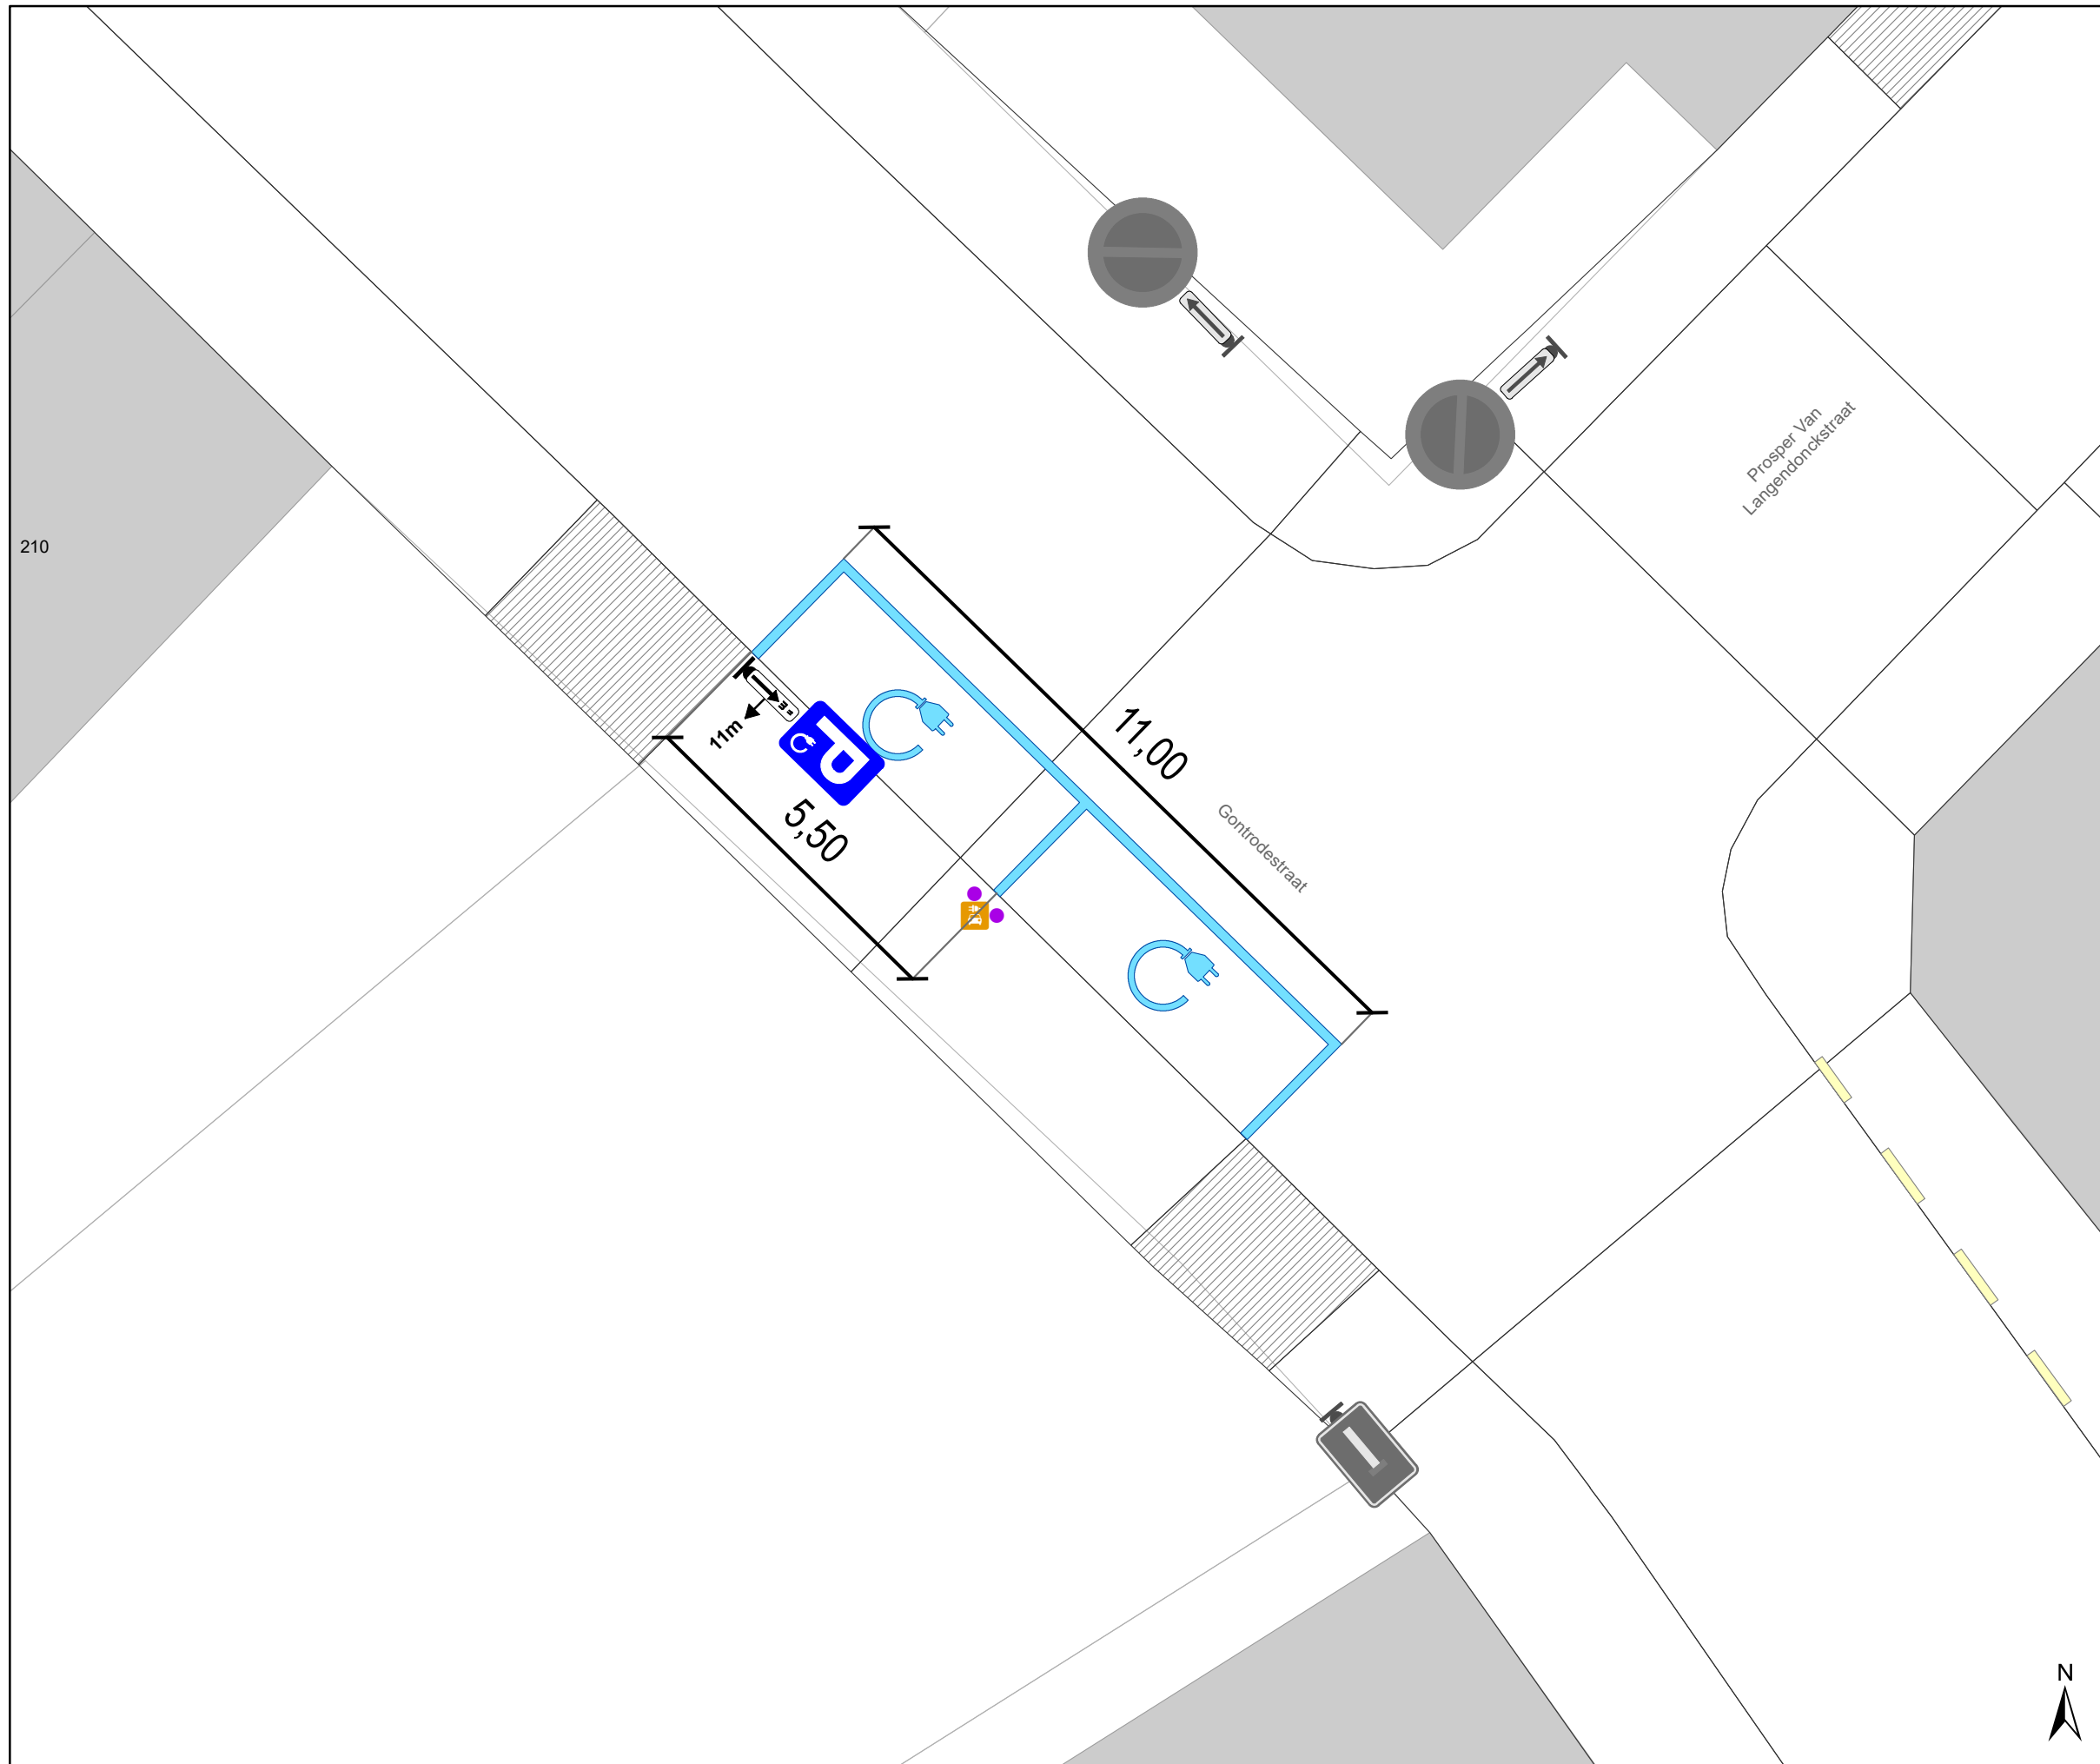 210
Prosper Van
Langendonckstraat
11,00
11m
P
5,50
Gontrodestraat
N